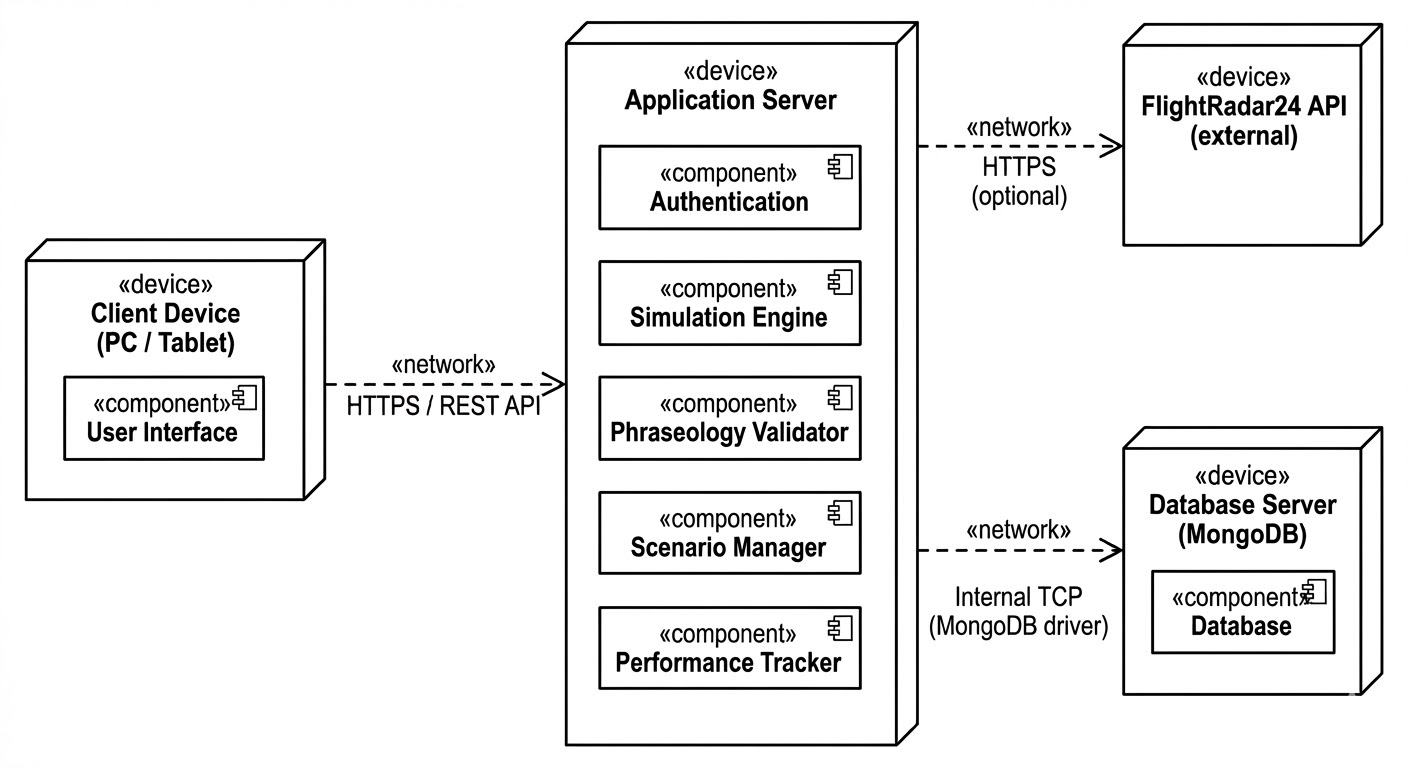 «device»
Client Device
(PC / Tablet)
«component»
User Interface
«network»
HTTPS / REST API
«device»
Application Server
«component»
Authentication
«component»
Simulation Engine
«component»
Phraseology Validator
«component»
Scenario Manager
«component»
Performance Tracker
«network»
HTTPS
(optional)
«device»
FlightRadar24 API
(external)
«network»
Internal TCP
(MongoDB driver)
«device»
Database Server
(MongoDB)
«component»
Database